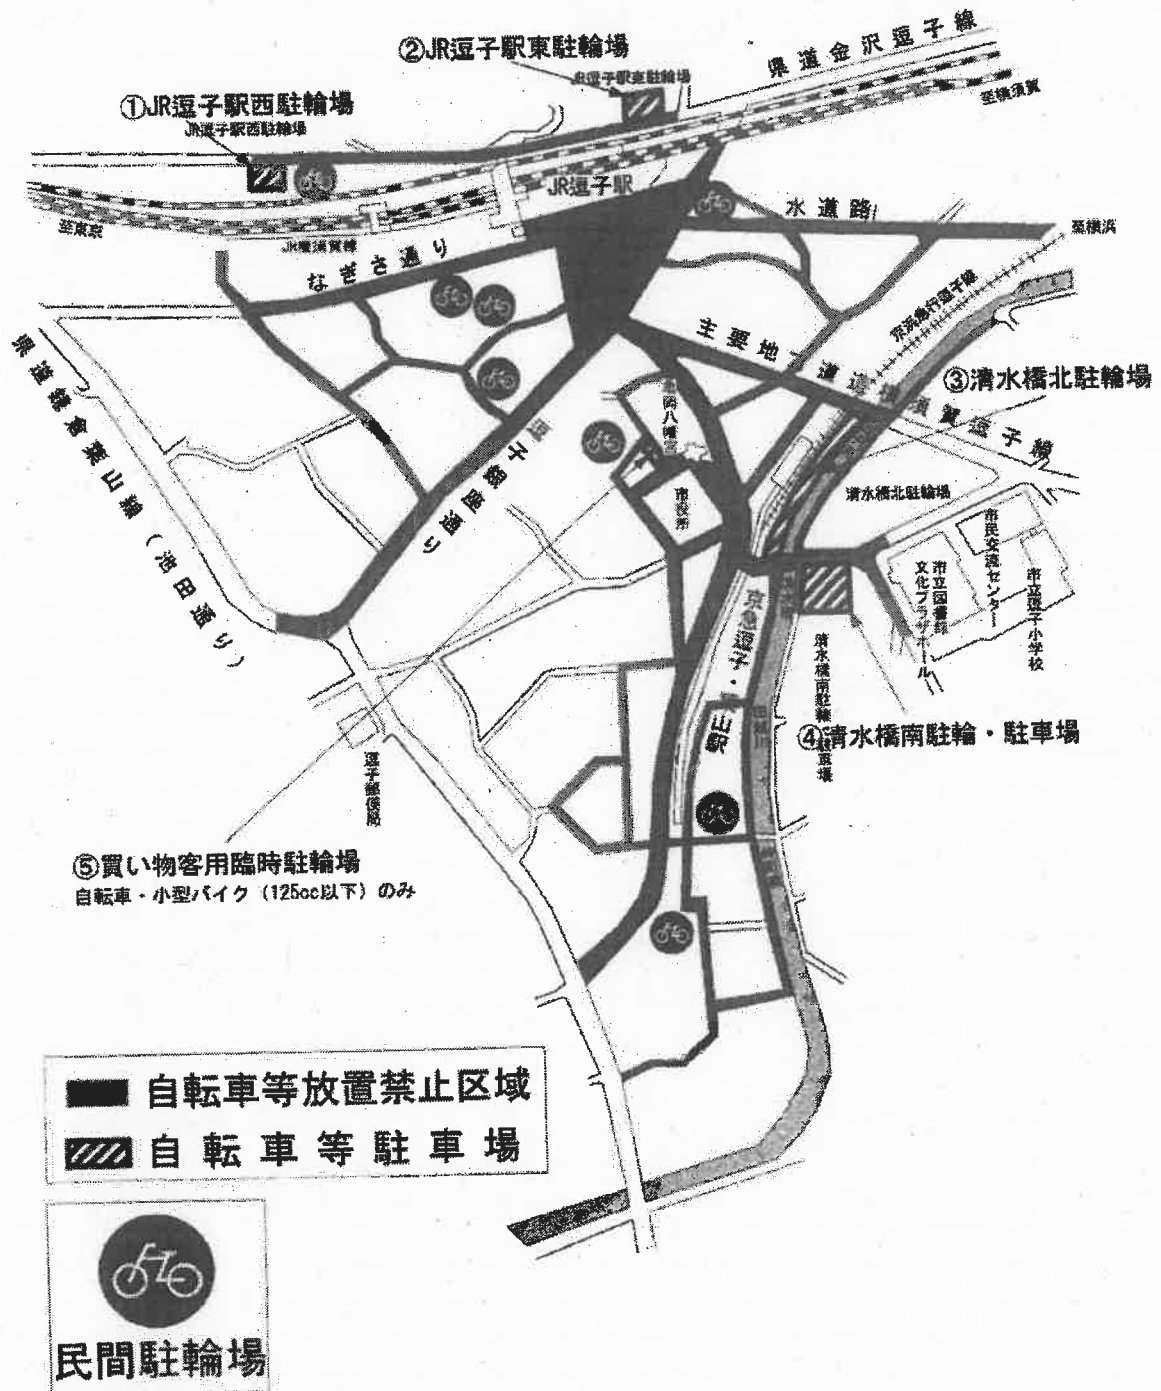 ②JR逗子駅東駐輪場
JR逗子駅東駐輪場
県道金沢逗子線
至横須賀
①JR逗子駅西駐輪場
JR逗子駅西駐輪場
JR逗子駅
水道路
至横浜
至東京
JR横須賀線
なぎさ通り
京浜急行逗子線
主要地方道横須賀逗子線
県道鎌倉葉山線(池田通り)
③清水橋北駐輪場
亀岡八幡宮
逗子銀座通り
市役所
清水橋北駐輪場
市民交流センター
市立図書館
文化プラザホール
市立逗子小学校
京急逗子・
田越川
清水橋南駐輪・駐車場
④清水橋南駐輪・駐車場
逗子郵便局
⑤買い物客用臨時駐輪場
自転車・小型バイク(125cc以下)のみ
自転車等放置禁止区域
自転車等駐車場
民間駐輪場